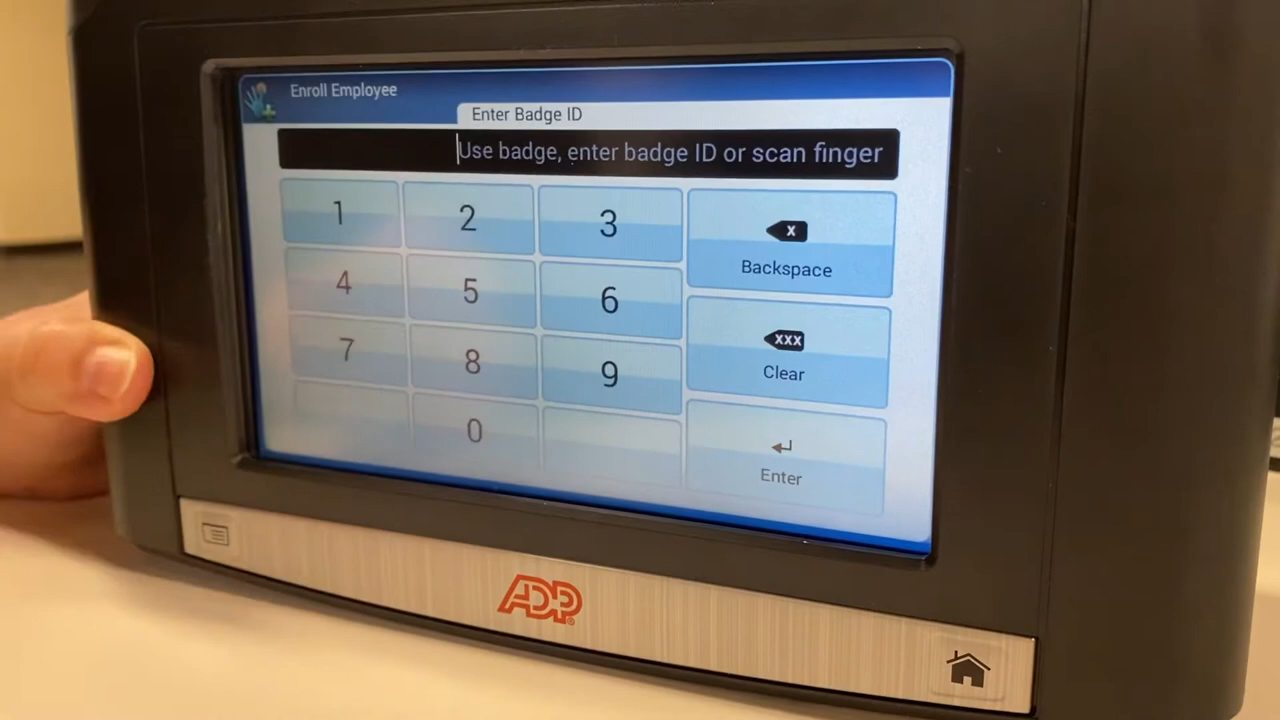 Enroll Employee
Enter Badge ID
Use badge, enter badge ID or scan finger
1 2 3
X
Backspace
4 5 6
XXX
Clear
7 8 9
0
Enter
ADP®